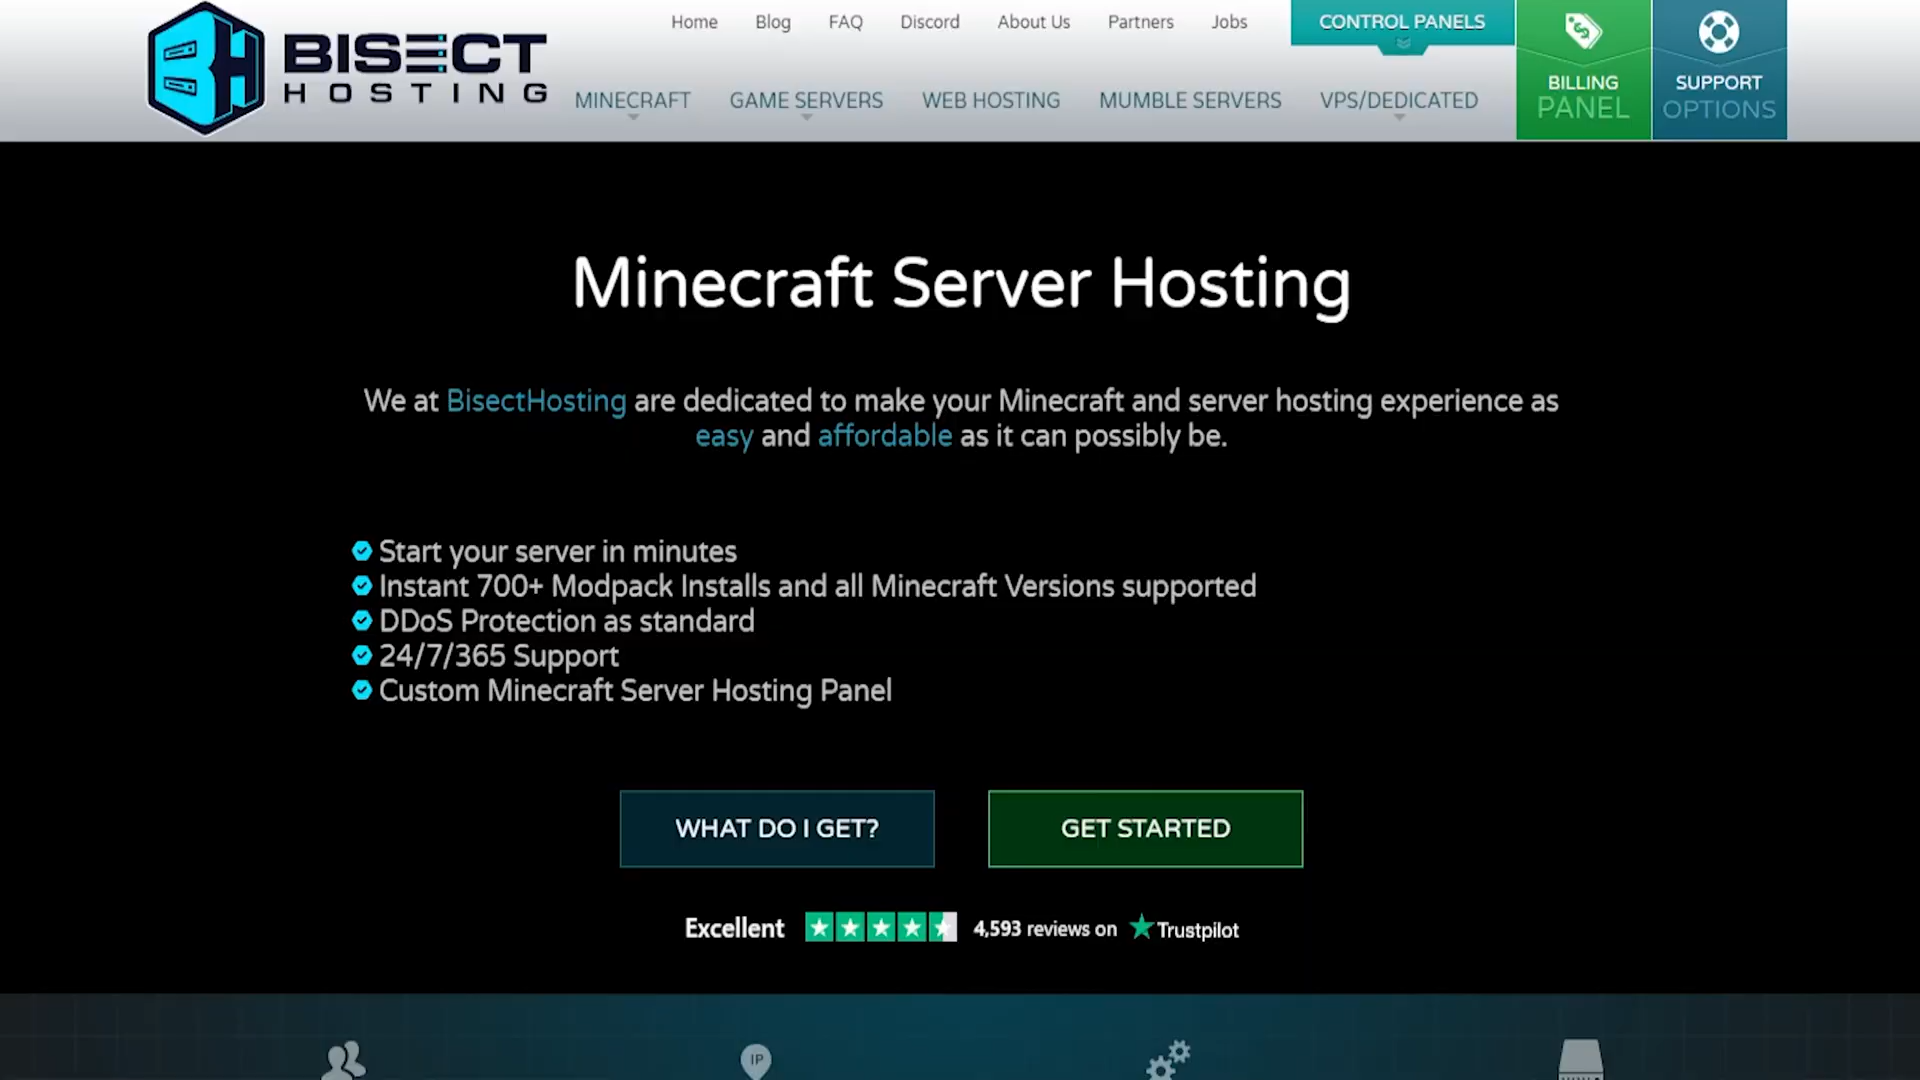 BISECT
HOSTING
Home Blog FAQ Discord About Us Partners Jobs
CONTROL PANELS
MINECRAFT GAME SERVERS WEB HOSTING MUMBLE SERVERS VPS/DEDICATED
BILLING
PANEL
SUPPORT
OPTIONS
Minecraft Server Hosting
We at BisectHosting are dedicated to make your Minecraft and server hosting experience as
easy and affordable as it can possibly be.
Start your server in minutes
Instant 700+ Modpack Installs and all Minecraft Versions supported
DDoS Protection as standard
24/7/365 Support
Custom Minecraft Server Hosting Panel
WHAT DO I GET? GET STARTED
Excellent 4,593 reviews on Trustpilot
IP